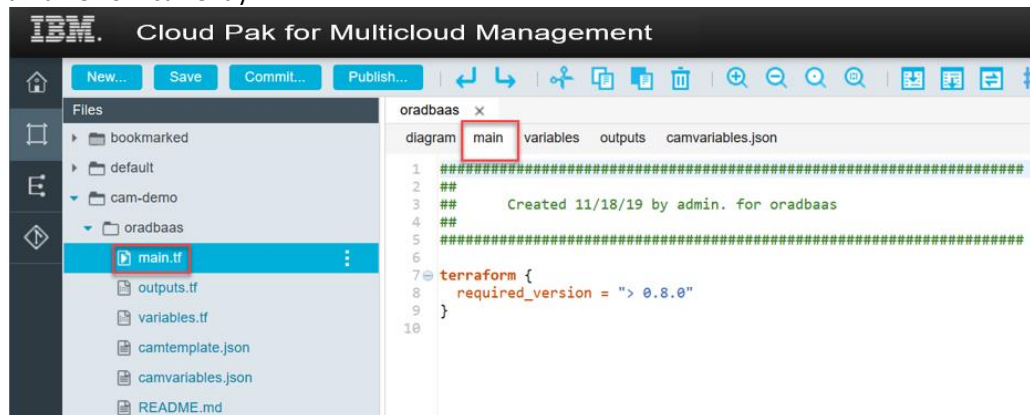 IBM. Cloud Pak for Multicloud Management
New... Save Commit... Publish...
Files
bookmarked
default
cam-demo
oradbaas
main.tf
outputs.tf
variables.tf
camtemplate.json
camvariables.json
README.md
oradbaas ×
diagram main variables outputs camvariables.json
1 #####################################################################
2 ##
3 ## Created 11/18/19 by admin. for oradbaas
4 ##
5 #####################################################################
6
7 terraform {
8 required_version = "> 0.8.0"
9 }
10